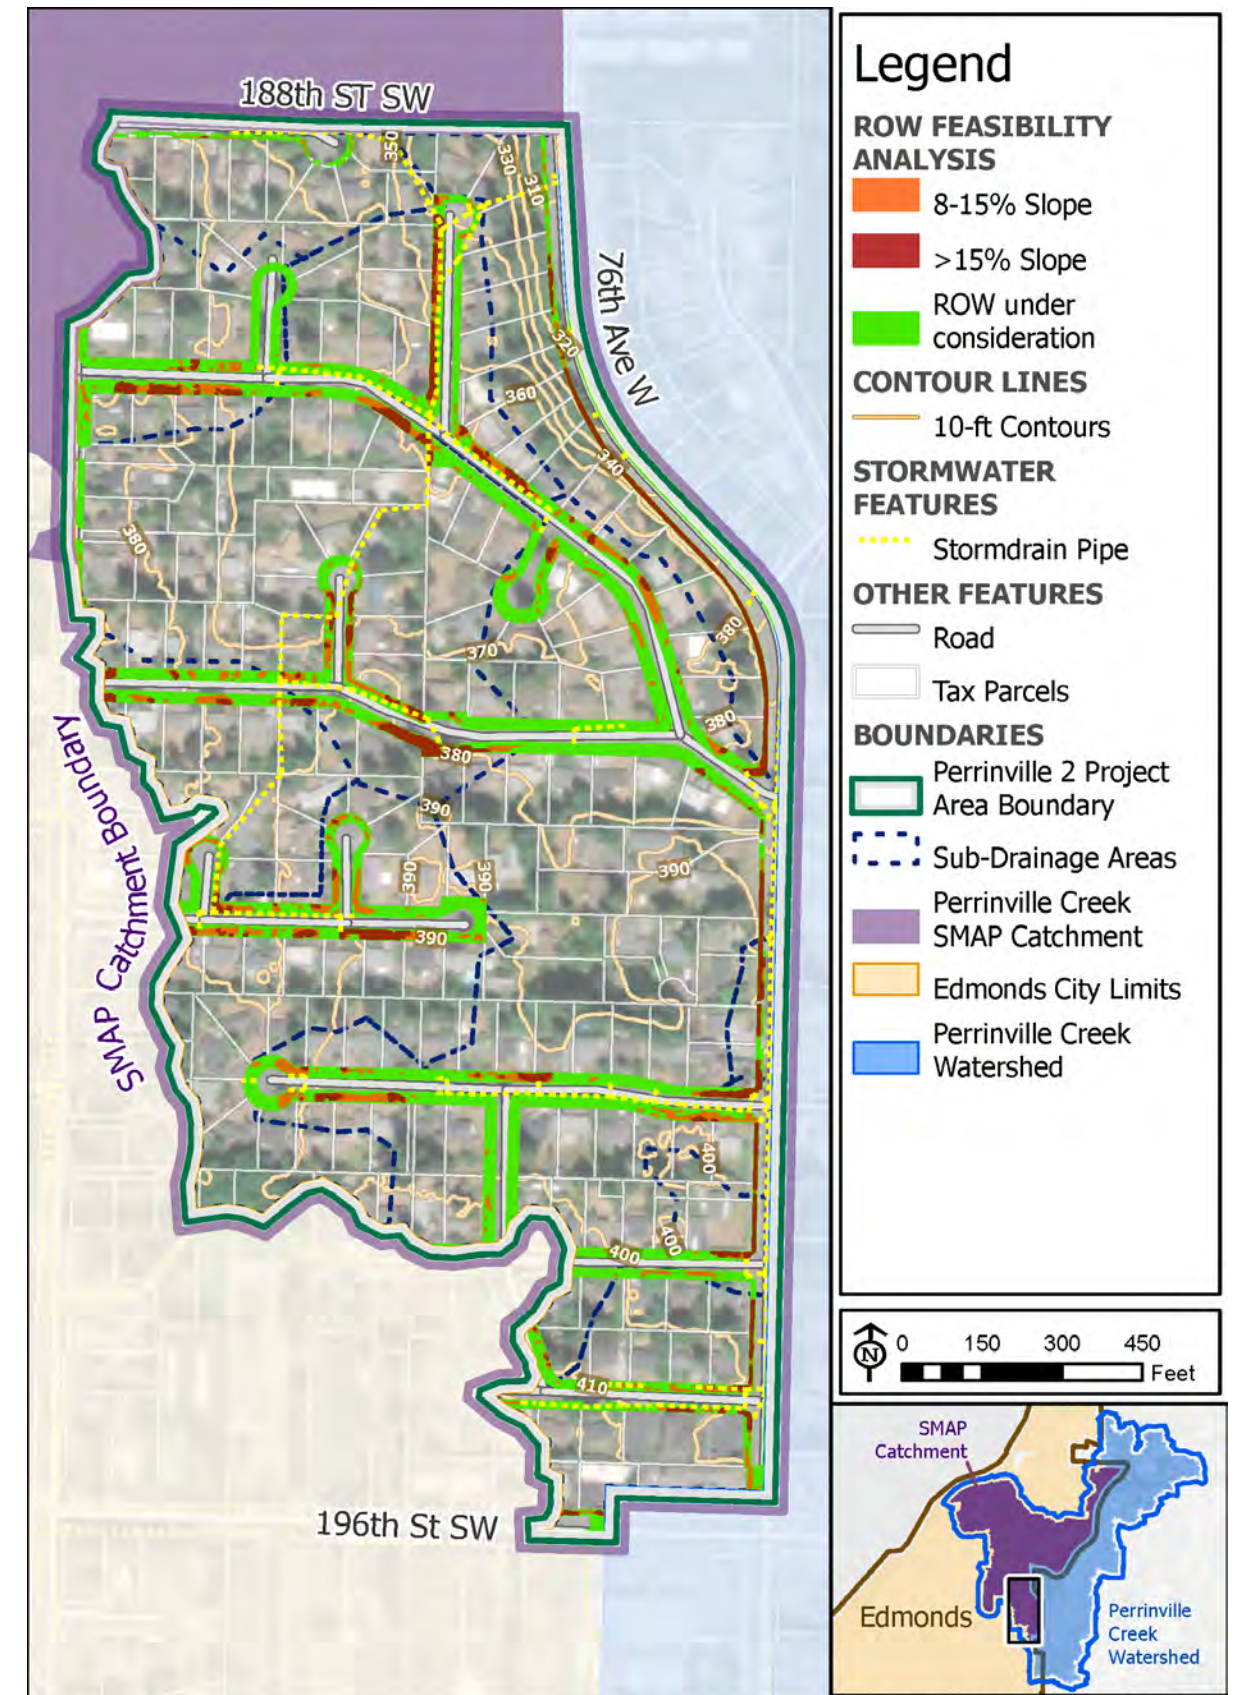 188th ST SW
350
330
310
76th Ave W
320
360
340
380
380
370
380
380
390
390
390
390
390
SMAP Catchment Boundary
400
400
400
410
196th St SW
Legend
ROW FEASIBILITY
ANALYSIS
8-15% Slope
>15% Slope
ROW under
consideration
CONTOUR LINES
10-ft Contours
STORMWATER
FEATURES
Stormdrain Pipe
OTHER FEATURES
Road
Tax Parcels
BOUNDARIES
Perrinville 2 Project
Area Boundary
Sub-Drainage Areas
Perrinville Creek
SMAP Catchment
Edmonds City Limits
Perrinville Creek
Watershed
N
0 150 300 450
Feet
SMAP
Catchment
Edmonds
Perrinville
Creek
Watershed